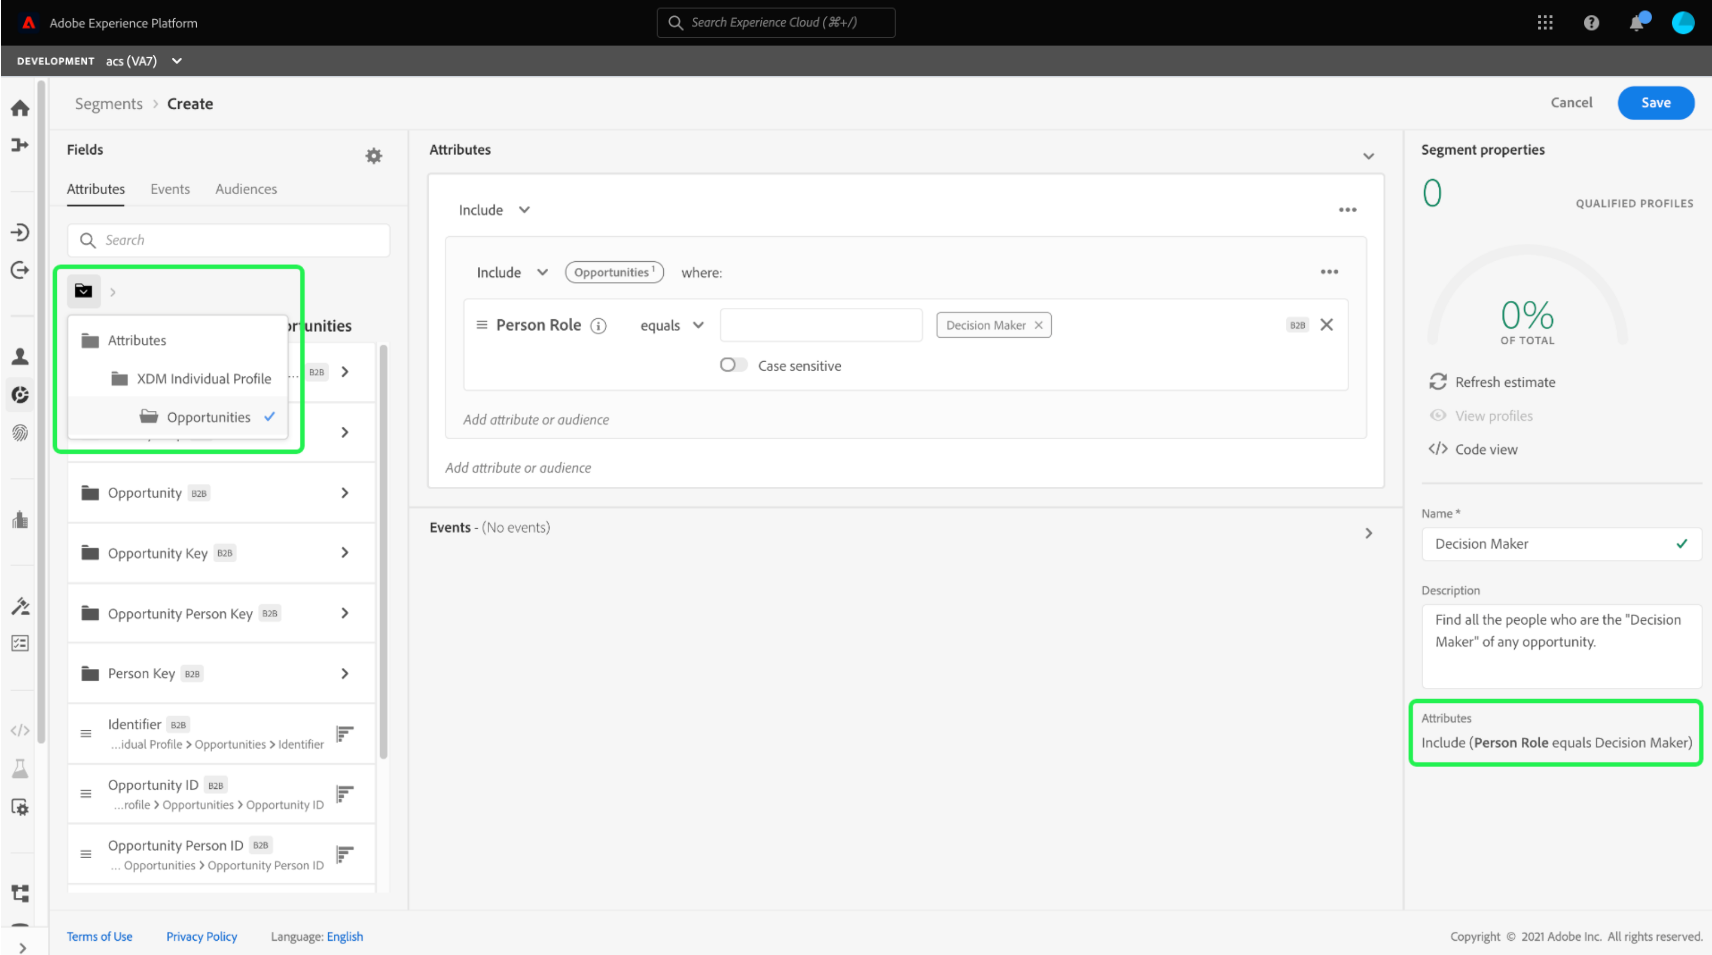 Adobe Experience Platform
Search Experience Cloud (⌘+/)
DEVELOPMENT acs (VA7)
Segments > Create
Cancel
Save
Fields
Attributes Events Audiences
Search
Attributes
XDM Individual Profile
Opportunities
ortunities
... B2B
Opportunity B2B
Opportunity Key B2B
Opportunity Person Key B2B
Person Key B2B
Identifier B2B
...idual Profile > Opportunities > Identifier
Opportunity ID B2B
...rofile > Opportunities > Opportunity ID
Opportunity Person ID B2B
... Opportunities > Opportunity Person ID
Attributes
Include
Include Opportunities 1 where:
Person Role equals Decision Maker × B2B
Case sensitive
Add attribute or audience
Add attribute or audience
Events - (No events)
Segment properties
0
QUALIFIED PROFILES
0%
OF TOTAL
Refresh estimate
View profiles
</> Code view
Name *
Decision Maker
Description
Find all the people who are the "Decision
Maker" of any opportunity.
Attributes
Include (Person Role equals Decision Maker)
Terms of Use Privacy Policy Language: English
Copyright © 2021 Adobe Inc. All rights reserved.